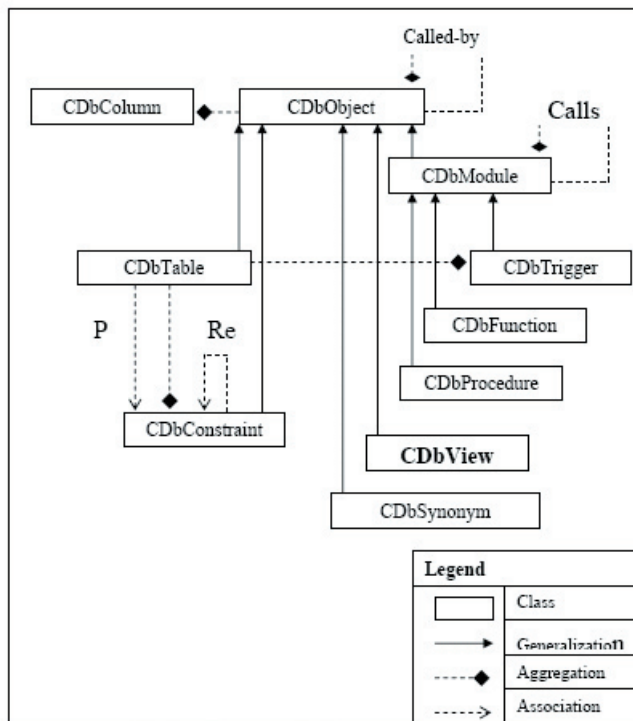 Called-by
CDbColumn
CDbObject
Calls
CDbModule
CDbTable
CDbTrigger
P
Re
CDbFunction
CDbProcedure
CDbConstraint
CDbView
CDbSynonym
Legend
Class
Generalization
Aggregation
Association